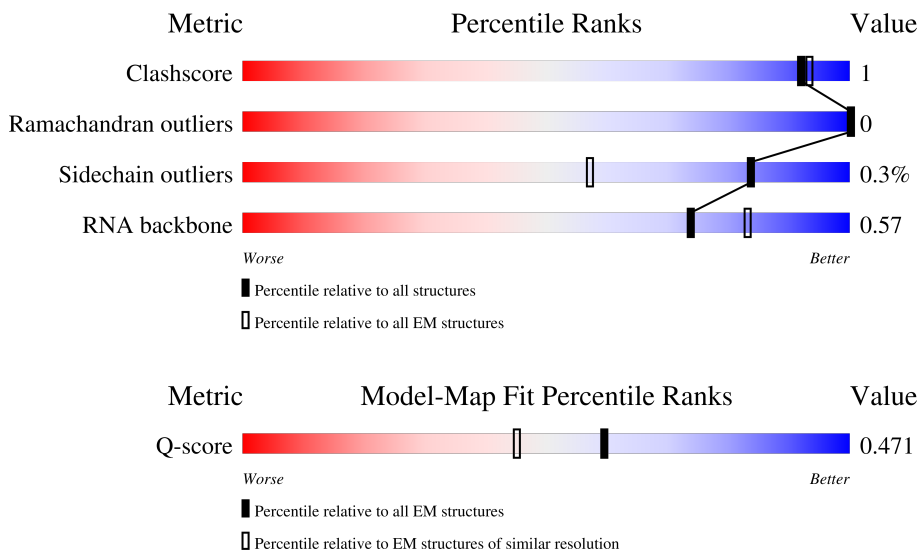 Metric Percentile Ranks Value
Clashscore 1
Ramachandran outliers 0
Sidechain outliers 0.3%
RNA backbone 0.57
Worse Better
Percentile relative to all structures
Percentile relative to all EM structures
Metric Model-Map Fit Percentile Ranks Value
Q-score 0.471
Worse Better
Percentile relative to all EM structures
Percentile relative to EM structures of similar resolution